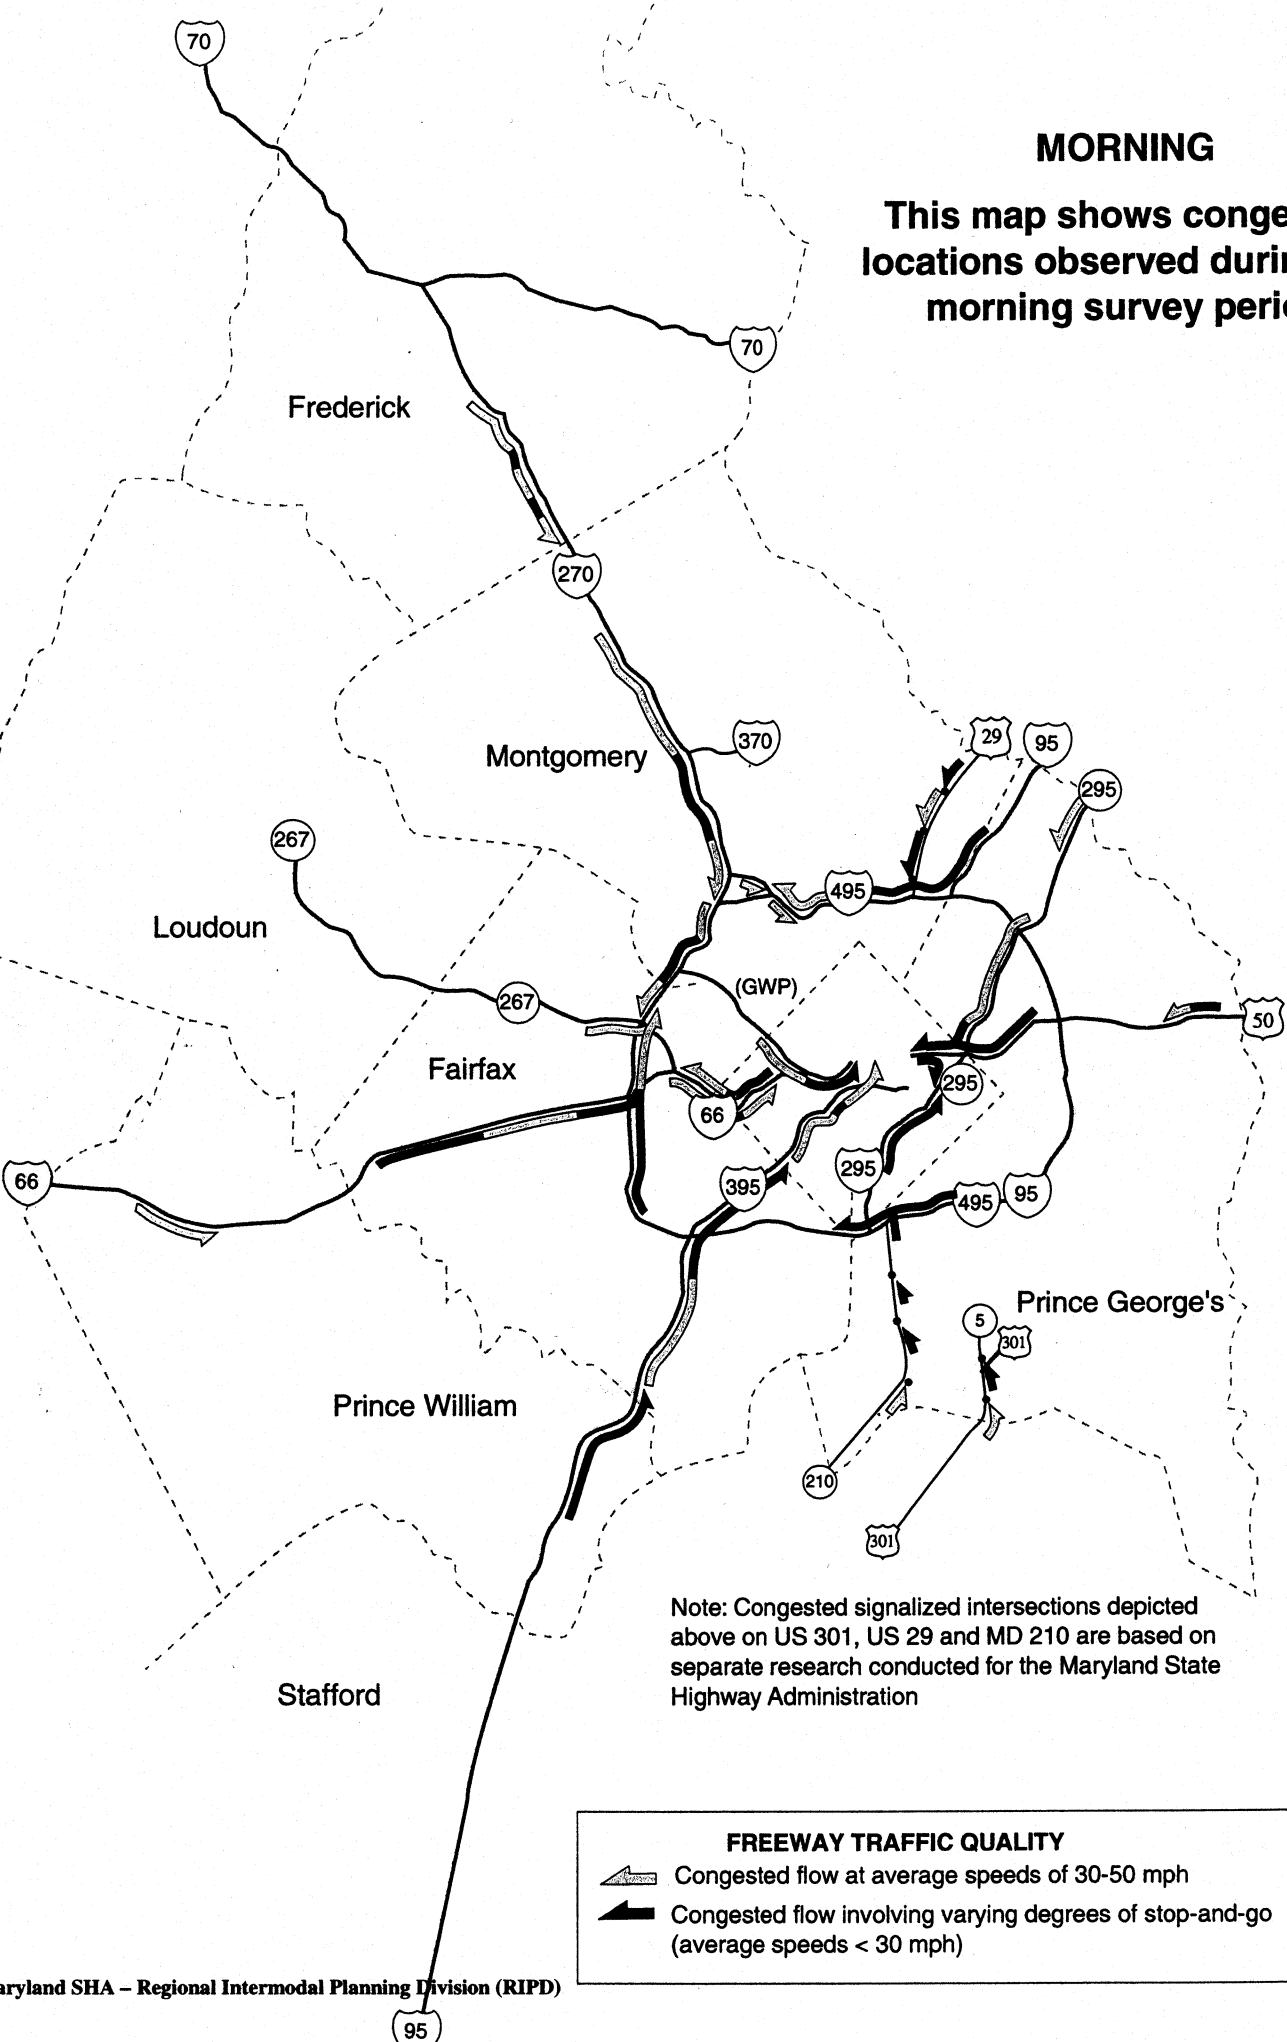 70
MORNING
This map shows conge
locations observed durin
morning survey peri
70
Frederick
270
370
Montgomery
29
95
295
267
495
Loudoun
(GWP)
267
50
Fairfax
295
66
295
66
395
495
95
Prince George's
5
301
Prince William
210
301
Note: Congested signalized intersections depicted
above on US 301, US 29 and MD 210 are based on
separate research conducted for the Maryland State
Highway Administration
Stafford
FREEWAY TRAFFIC QUALITY
Congested flow at average speeds of 30-50 mph
Congested flow involving varying degrees of stop-and-go
(average speeds < 30 mph)
aryland SHA – Regional Intermodal Planning Division (RIPD)
95